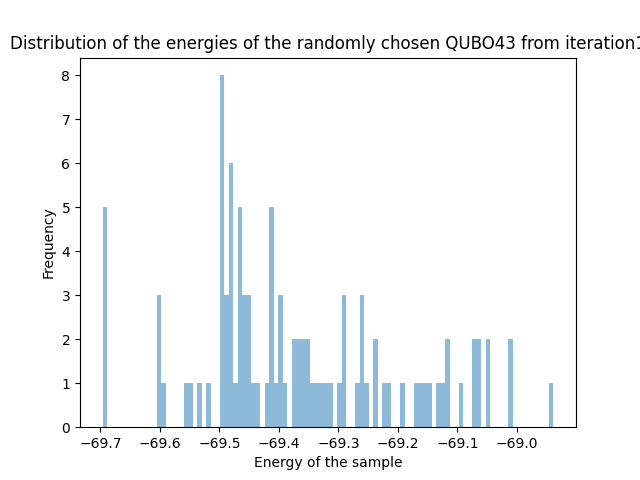 Distribution of the energies of the randomly chosen QUBO43 from iteration1
8
7
6
5
4
3
2
1
0
Frequency
−69.7 −69.6 −69.5 −69.4 −69.3 −69.2 −69.1 −69.0
Energy of the sample